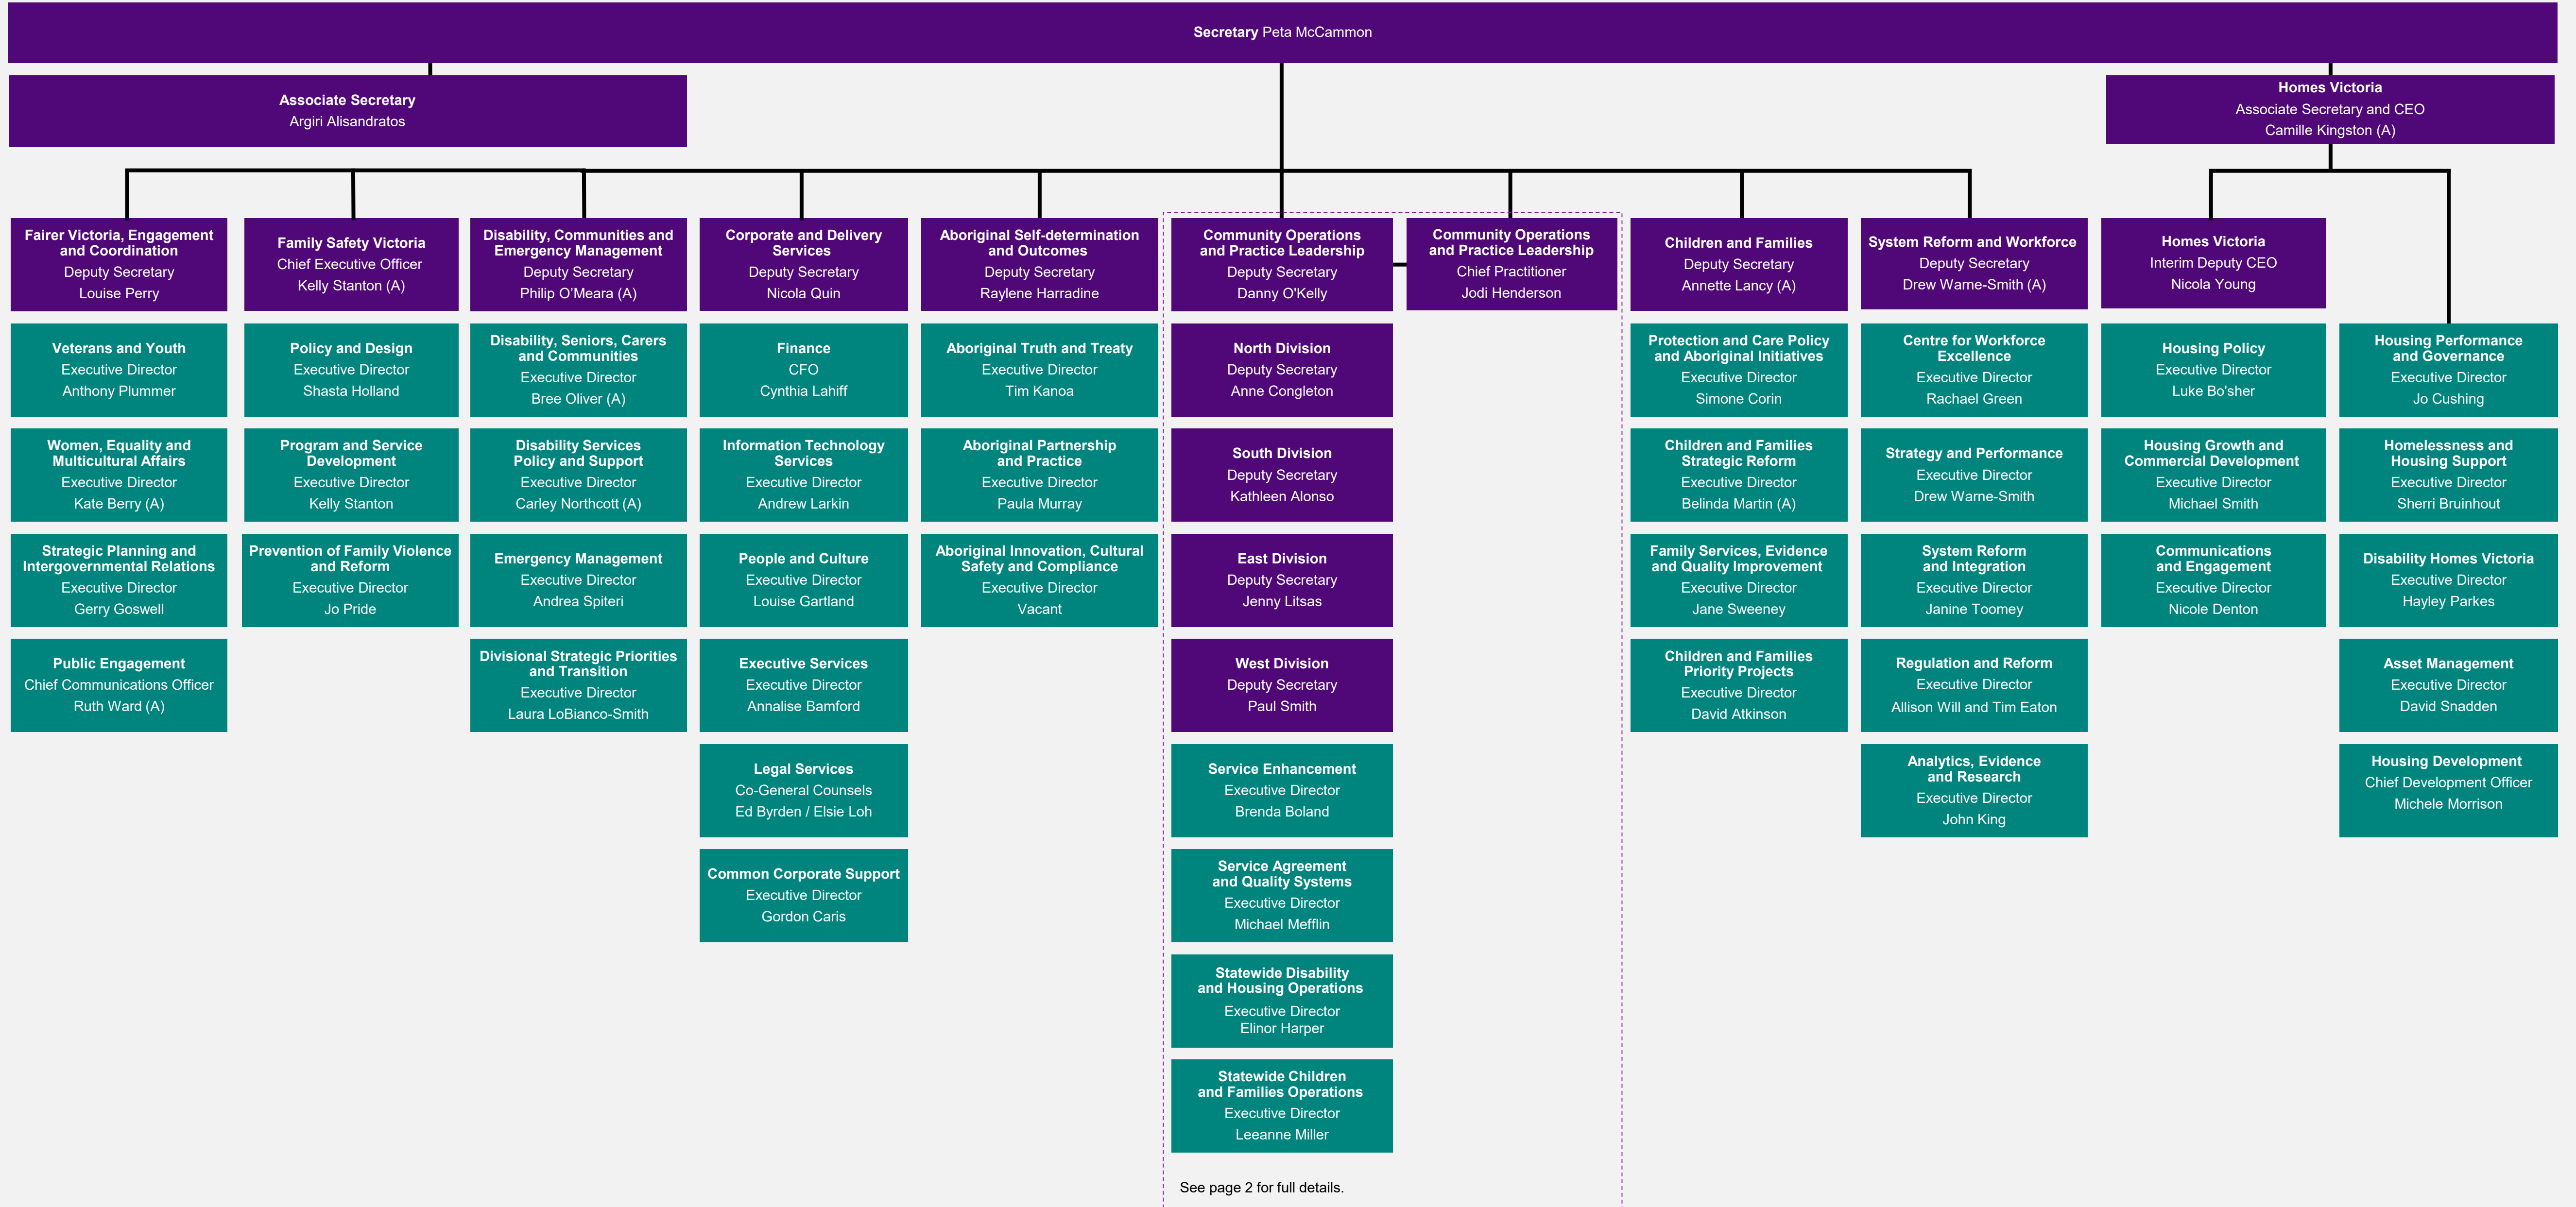 Secretary Peta McCammon
Associate Secretary
Argiri Alisandratos
Homes Victoria
Associate Secretary and CEO
Camille Kingston (A)
Fairer Victoria, Engagement
and Coordination
Deputy Secretary
Louise Perry
Veterans and Youth
Executive Director
Anthony Plummer
Women, Equality and
Multicultural Affairs
Executive Director
Kate Berry (A)
Strategic Planning and
Intergovernmental Relations
Executive Director
Gerry Goswell
Public Engagement
Chief Communications Officer
Ruth Ward (A)
Family Safety Victoria
Chief Executive Officer
Kelly Stanton (A)
Policy and Design
Executive Director
Shasta Holland
Program and Service
Development
Executive Director
Kelly Stanton
Prevention of Family Violence
and Reform
Executive Director
Jo Pride
Disability, Communities and
Emergency Management
Deputy Secretary
Philip O’Meara (A)
Disability, Seniors, Carers
and Communities
Executive Director
Bree Oliver (A)
Disability Services
Policy and Support
Executive Director
Carley Northcott (A)
Emergency Management
Executive Director
Andrea Spiteri
Divisional Strategic Priorities
and Transition
Executive Director
Laura LoBianco-Smith
Corporate and Delivery
Services
Deputy Secretary
Nicola Quin
Finance
CFO
Cynthia Lahiff
Information Technology
Services
Executive Director
Andrew Larkin
People and Culture
Executive Director
Louise Gartland
Executive Services
Executive Director
Annalise Bamford
Legal Services
Co-General Counsels
Ed Byrden / Elsie Loh
Common Corporate Support
Executive Director
Gordon Caris
Aboriginal Self-determination
and Outcomes
Deputy Secretary
Raylene Harradine
Aboriginal Truth and Treaty
Executive Director
Tim Kanoa
Aboriginal Partnership
and Practice
Executive Director
Paula Murray
Aboriginal Innovation, Cultural
Safety and Compliance
Executive Director
Vacant
Community Operations
and Practice Leadership
Deputy Secretary
Danny O'Kelly
North Division
Deputy Secretary
Anne Congleton
South Division
Deputy Secretary
Kathleen Alonso
East Division
Deputy Secretary
Jenny Litsas
West Division
Deputy Secretary
Paul Smith
Service Enhancement
Executive Director
Brenda Boland
Service Agreement
and Quality Systems
Executive Director
Michael Mefflin
Statewide Disability
and Housing Operations
Executive Director
Elinor Harper
Statewide Children
and Families Operations
Executive Director
Leeanne Miller
See page 2 for full details.
Community Operations
and Practice Leadership
Chief Practitioner
Jodi Henderson
Children and Families
Deputy Secretary
Annette Lancy (A)
Protection and Care Policy
and Aboriginal Initiatives
Executive Director
Simone Corin
Children and Families
Strategic Reform
Executive Director
Belinda Martin (A)
Family Services, Evidence
and Quality Improvement
Executive Director
Jane Sweeney
Children and Families
Priority Projects
Executive Director
David Atkinson
System Reform and Workforce
Deputy Secretary
Drew Warne-Smith (A)
Centre for Workforce
Excellence
Executive Director
Rachael Green
Strategy and Performance
Executive Director
Drew Warne-Smith
System Reform
and Integration
Executive Director
Janine Toomey
Regulation and Reform
Executive Director
Allison Will and Tim Eaton
Analytics, Evidence
and Research
Executive Director
John King
Homes Victoria
Interim Deputy CEO
Nicola Young
Housing Policy
Executive Director
Luke Bo'sher
Housing Growth and
Commercial Development
Executive Director
Michael Smith
Communications
and Engagement
Executive Director
Nicole Denton
Housing Performance
and Governance
Executive Director
Jo Cushing
Homelessness and
Housing Support
Executive Director
Sherri Bruinhout
Disability Homes Victoria
Executive Director
Hayley Parkes
Asset Management
Executive Director
David Snadden
Housing Development
Chief Development Officer
Michele Morrison